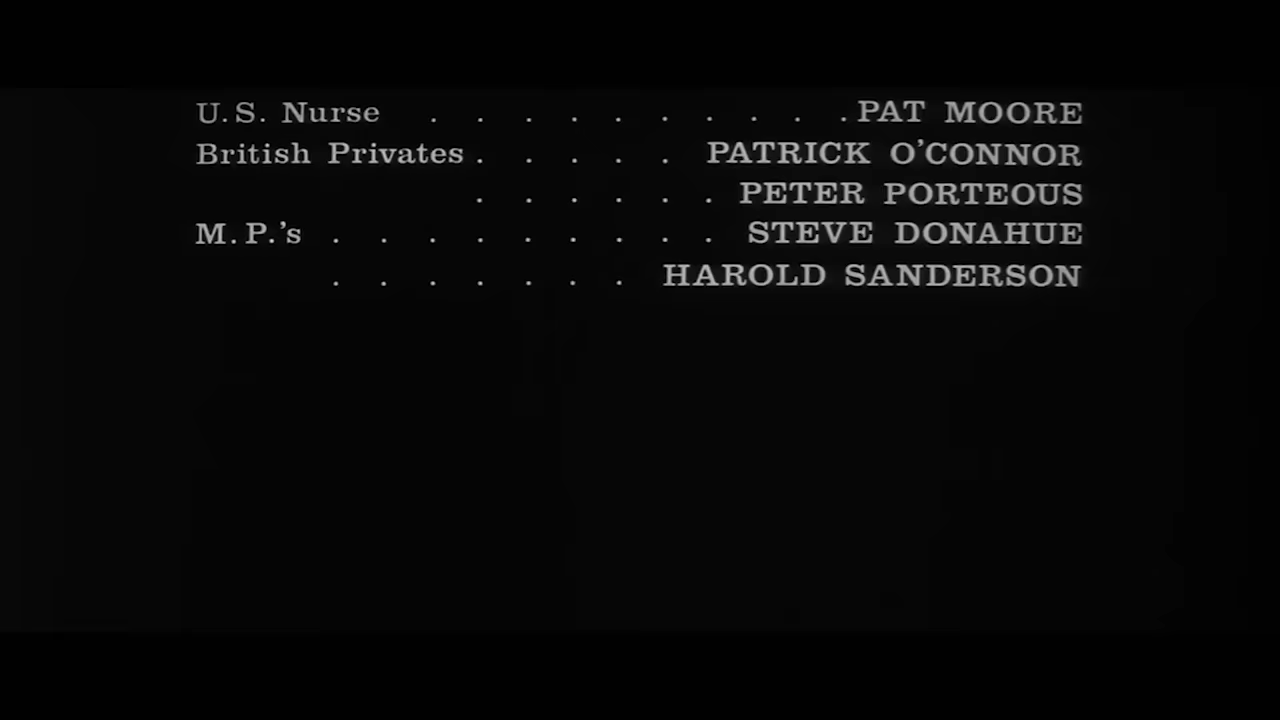 U.S. Nurse . . . . . . . . . . PAT MOORE
British Privates . . . . . PATRICK O'CONNOR
. . . . . . PETER PORTEOUS
M.P.'s . . . . . . . . . STEVE DONAHUE
. . . . . . . HAROLD SANDERSON